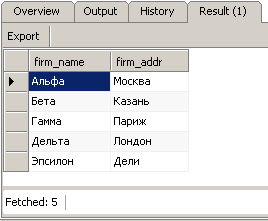 Overview Output History Result (1)
Export
firm_name firm_addr
Альфа Москва
Бета Казань
Гамма Париж
Дельта Лондон
Эпсилон Дели
Fetched: 5